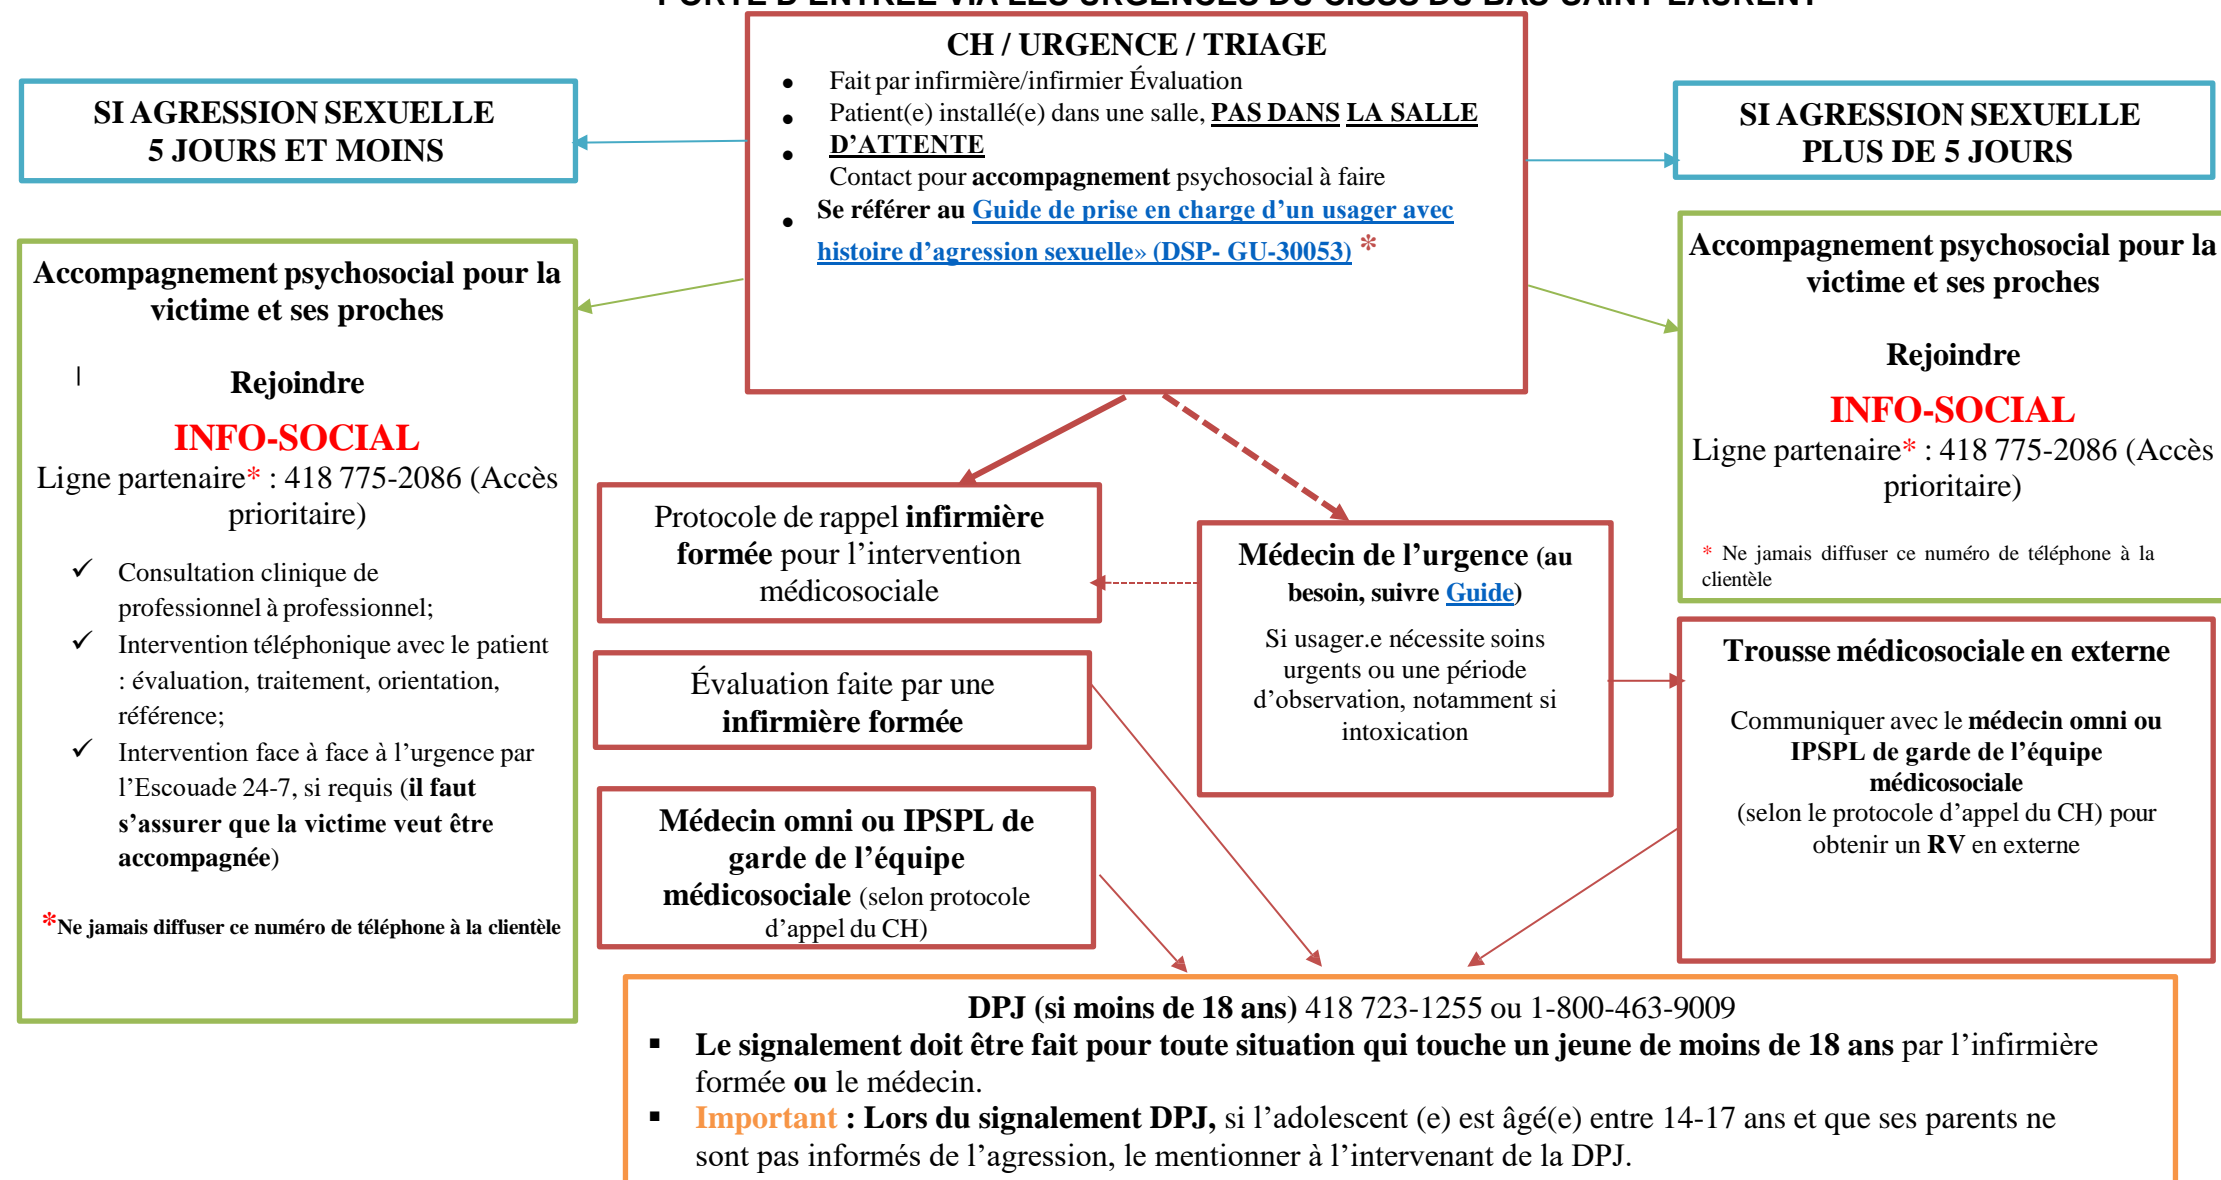 PORTE D'ENTRÉE VIA LES URGENCES DU CISSS DU BAS-SAINT-LAURENT
CH / URGENCE / TRIAGE
• Fait par infirmière/infirmier Évaluation
• Patient(e) installé(e) dans une salle, PAS DANS LA SALLE
• D’ATTENTE
Contact pour accompagnement psychosocial à faire
• Se référer au Guide de prise en charge d’un usager avec
histoire d’agression sexuelle» (DSP- GU-30053) *
SI AGRESSION SEXUELLE
5 JOURS ET MOINS
SI AGRESSION SEXUELLE
PLUS DE 5 JOURS
Accompagnement psychosocial pour la
victime et ses proches
Rejoindre
INFO-SOCIAL
Ligne partenaire* : 418 775-2086 (Accès
prioritaire)
✓ Consultation clinique de
professionnel à professionnel;
✓ Intervention téléphonique avec le patient
: évaluation, traitement, orientation,
référence;
✓ Intervention face à face à l’urgence par
l’Escouade 24-7, si requis (il faut
s’assurer que la victime veut être
accompagnée)
*Ne jamais diffuser ce numéro de téléphone à la clientèle
Protocole de rappel infirmière
formée pour l’intervention
médicosociale
Évaluation faite par une
infirmière formée
Médecin omni ou IPSPL de
garde de l’équipe
médicosociale (selon protocole
d’appel du CH)
Médecin de l’urgence (au
besoin, suivre Guide)
Si usager.e nécessite soins
urgents ou une période
d’observation, notamment si
intoxication
Accompagnement psychosocial pour la
victime et ses proches
Rejoindre
INFO-SOCIAL
Ligne partenaire* : 418 775-2086 (Accès
prioritaire)
* Ne jamais diffuser ce numéro de téléphone à la
clientèle
Trousse médicosociale en externe
Communiquer avec le médecin omni ou
IPSPL de garde de l’équipe
médicosociale
(selon le protocole d’appel du CH) pour
obtenir un RV en externe
DPJ (si moins de 18 ans) 418 723-1255 ou 1-800-463-9009
▪ Le signalement doit être fait pour toute situation qui touche un jeune de moins de 18 ans par l’infirmière
formée ou le médecin.
▪ Important : Lors du signalement DPJ, si l’adolescent (e) est âgé(e) entre 14-17 ans et que ses parents ne
sont pas informés de l’agression, le mentionner à l’intervenant de la DPJ.